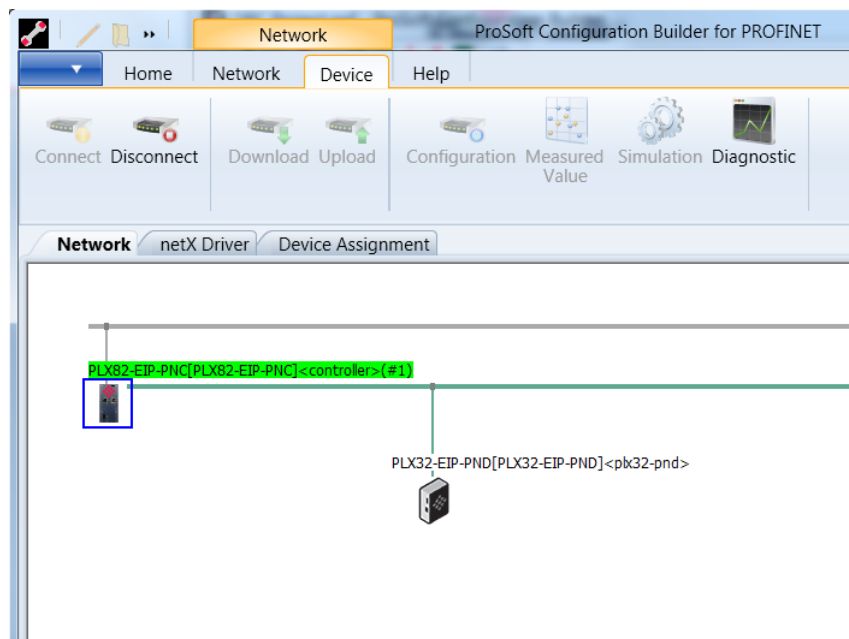 Network
ProSoft Configuration Builder for PROFINET
Home Network Device Help
Connect Disconnect Download Upload Configuration Measured Value Simulation Diagnostic
Network netX Driver Device Assignment
PLX82-EIP-PNC[PLX82-EIP-PNC]<controller>(#1)
PLX32-EIP-PND[PLX32-EIP-PND]<plx32-pnd>